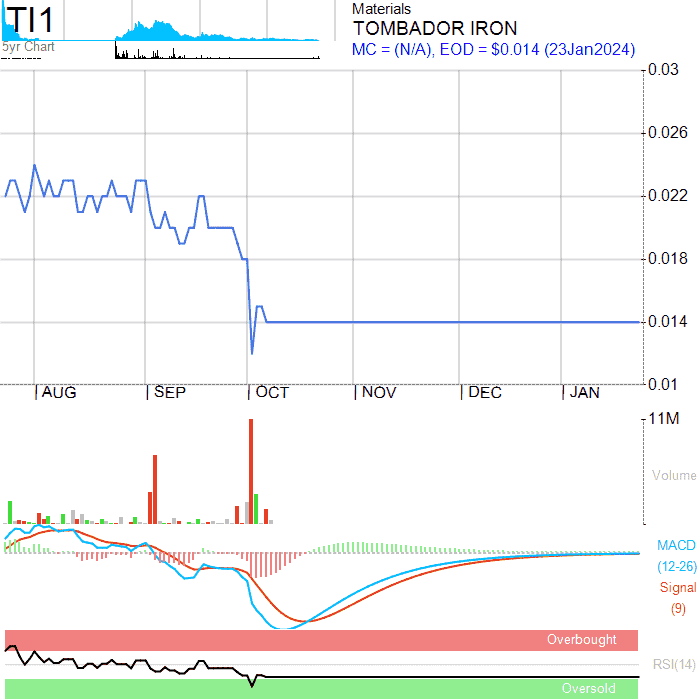 TI1
5yr Chart
Materials
TOMBADOR IRON
MC = (N/A), EOD = $0.014 (23Jan2024)
0.03
0.026
0.022
0.018
0.014
0.01
AUG SEP OCT NOV DEC JAN
11M
Volume
MACD
(12-26)
Signal
(9)
Overbought
RSI(14)
Oversold